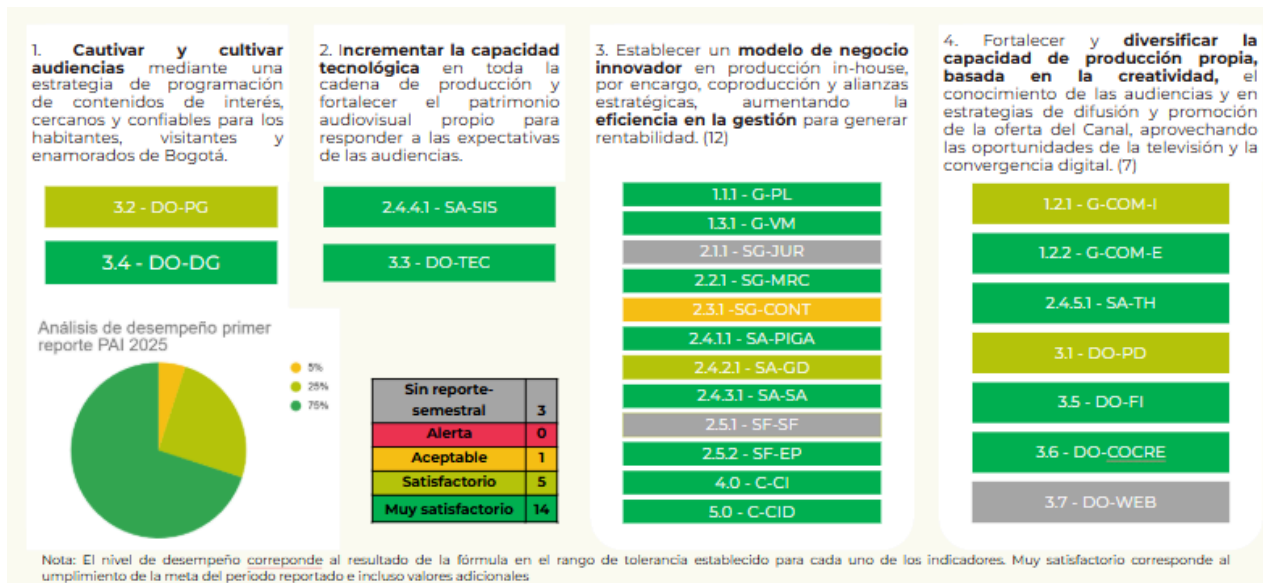 1. Cautivar y cultivar
audiencias mediante una
estrategia de programación
de contenidos de interés,
cercanos y confiables para los
habitantes, visitantes y
enamorados de Bogotá.
3.2 - DO-PG
3.4 - DO-DG
2. Incrementar la capacidad
tecnológica en toda la
cadena de producción y
fortalecer el patrimonio
audiovisual propio para
responder a las expectativas
de las audiencias.
2.4.4.1 - SA-SIS
3.3 - DO-TEC
3. Establecer un modelo de negocio
innovador en producción in-house,
por encargo, coproducción y alianzas
estratégicas, aumentando la
eficiencia en la gestión para generar
rentabilidad. (12)
1.1.1 - G-PL
1.3.1 - G-VM
2.1.1 - SG-JUR
2.2.1 - SG-MRC
2.3.1 -SG-CONT
2.4.1.1 - SA-PIGA
2.4.2.1 - SA-GD
2.4.3.1 - SA-SA
2.5.1 - SF-SF
2.5.2 - SF-EP
4.0 - C-CI
5.0 - C-CID
4. Fortalecer y diversificar la
capacidad de producción propia,
basada en la creatividad, el
conocimiento de las audiencias y en
estrategias de difusión y promoción
de la oferta del Canal, aprovechando
las oportunidades de la televisión y la
convergencia digital. (7)
1.2.1 - G-COM-I
1.2.2 - G-COM-E
2.4.5.1 - SA-TH
3.1 - DO-PD
3.5 - DO-FI
3.6 - DO-COCRE
3.7 - DO-WEB
Análisis de desempeño primer
reporte PAI 2025
5%
25%
75%
Sin reporte-
semestral 3
Alerta 0
Aceptable 1
Satisfactorio 5
Muy satisfactorio 14
Nota: El nivel de desempeño correponde al resultado de la fórmula en el rango de tolerancia establecido para cada uno de los indicadores. Muy satisfactorio corresponde al
umplimiento de la meta del periodo reportado e incluso valores adicionales